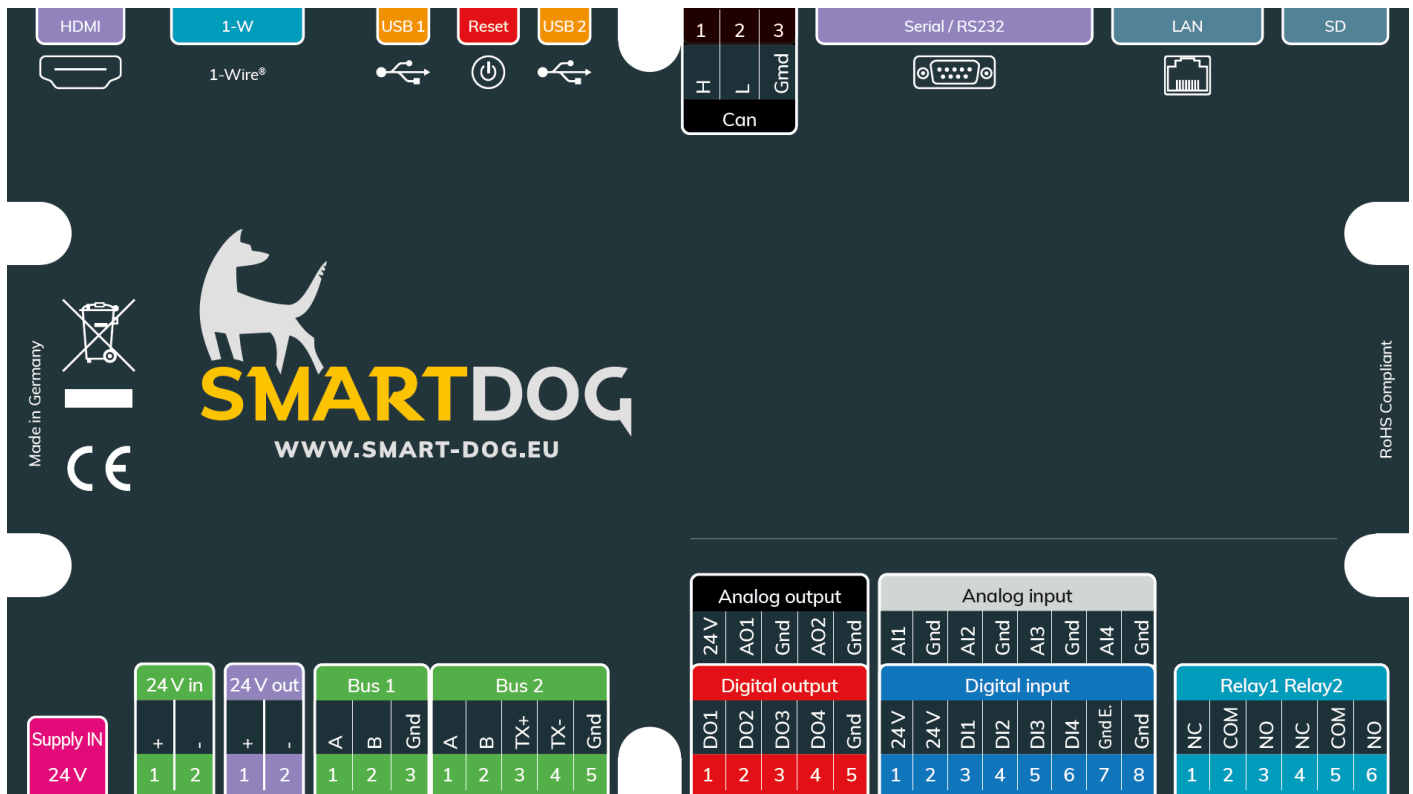 HDMI
1-W
USB 1
Reset
USB 2
1 2 3
Serial / RS232
LAN
SD
1-Wire®
H L Gmd
Can
Made in Germany
CE
SMARTDOG
WWW.SMART-DOG.EU
RoHS Compliant
Analog output
24 V AO1 Gnd AO2 Gnd
Analog input
AI1 Gnd AI2 Gnd AI3 Gnd AI4 Gnd
Supply IN
24 V
24 V in
+ -
1 2
24 V out
+ -
1 2
Bus 1
A B Gnd
1 2 3
Bus 2
A B TX+ TX- Gnd
1 2 3 4 5
Digital output
DO1 DO2 DO3 DO4 Gnd
1 2 3 4 5
Digital input
24 V 24 V DI1 DI2 DI3 DI4 Gnd E. Gnd
1 2 3 4 5 6 7 8
Relay1 Relay2
NC COM NO NC COM NO
1 2 3 4 5 6